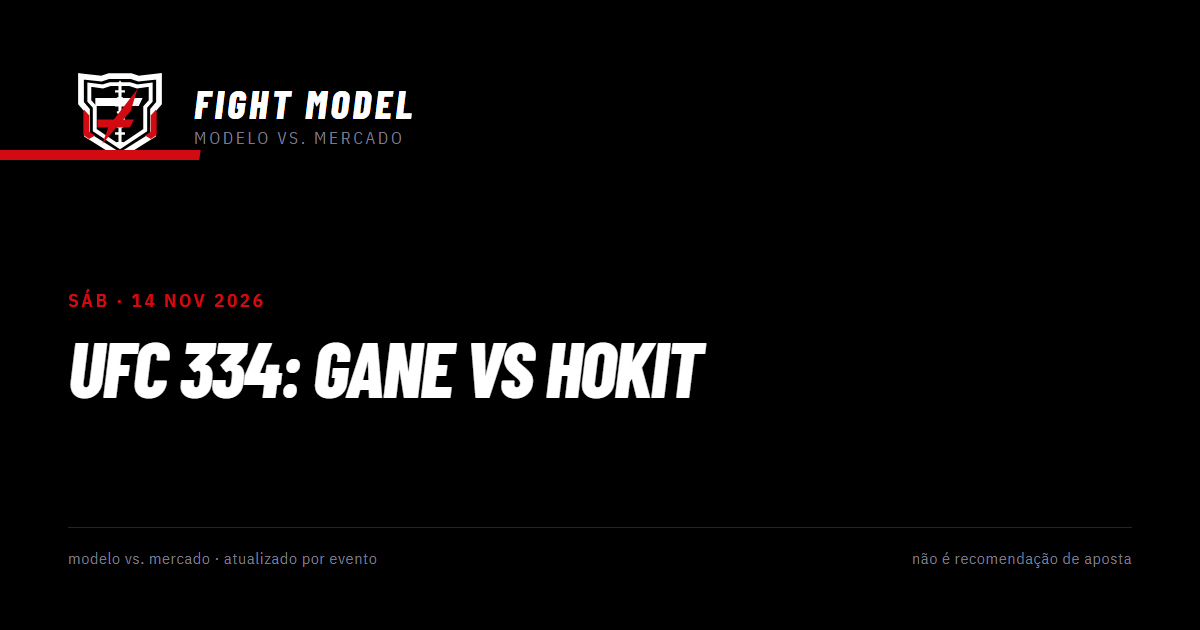 FIGHT MODEL
MODELO VS. MERCADO
SÁB · 14 NOV 2026
UFC 334: GANE VS HOKIT
modelo vs. mercado · atualizado por evento
não é recomendação de aposta